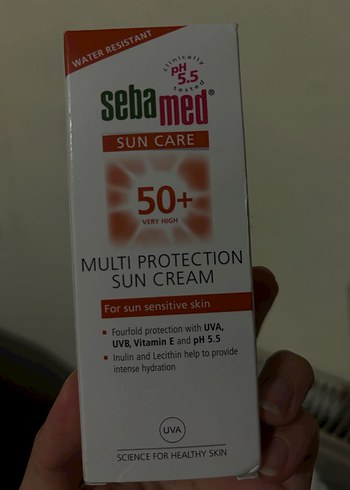 WATER RESISTANT
clinically
pH
5.5
tested
sebamed®
SUN CARE
50+
VERY HIGH
MULTI PROTECTION
SUN CREAM
For sun sensitive skin
▪ Fourfold protection with UVA,
UVB, Vitamin E and pH 5.5
▪ Inulin and Lecithin help to provide
intense hydration
UVA
SCIENCE FOR HEALTHY SKIN